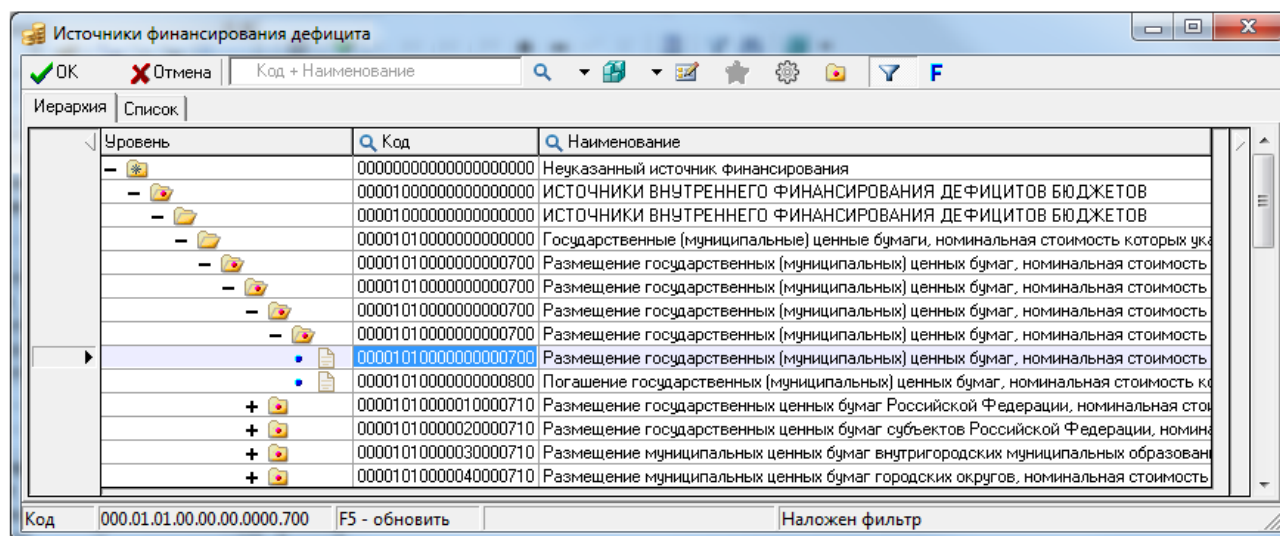 Источники финансирования дефицита
OK Отмена Код + Наименование F
Иерархия Список
Уровень Код Наименование
00000000000000000000 Неуказанный источник финансирования
00001000000000000000 ИСТОЧНИКИ ВНУТРЕННЕГО ФИНАНСИРОВАНИЯ ДЕФИЦИТОВ БЮДЖЕТОВ
00001000000000000000 ИСТОЧНИКИ ВНУТРЕННЕГО ФИНАНСИРОВАНИЯ ДЕФИЦИТОВ БЮДЖЕТОВ
00001010000000000000 Государственные (муниципальные) ценные бумаги, номинальная стоимость которых ука
00001010000000000700 Размещение государственных (муниципальных) ценных бумаг, номинальная стоимость
00001010000000000700 Размещение государственных (муниципальных) ценных бумаг, номинальная стоимость
00001010000000000700 Размещение государственных (муниципальных) ценных бумаг, номинальная стоимость
00001010000000000700 Размещение государственных (муниципальных) ценных бумаг, номинальная стоимость
00001010000000000700 Размещение государственных (муниципальных) ценных бумаг, номинальная стоимость
00001010000000000800 Погашение государственных (муниципальных) ценных бумаг, номинальная стоимость ко
00001010000010000710 Размещение государственных ценных бумаг Российской Федерации, номинальная стои
00001010000020000710 Размещение государственных ценных бумаг субъектов Российской Федерации, номина
00001010000030000710 Размещение муниципальных ценных бумаг внутригородских муниципальных образован
00001010000040000710 Размещение муниципальных ценных бумаг городских округов, номинальная стоимость
Код 000.01.01.00.00.00.0000.700 F5 - обновить Наложен фильтр